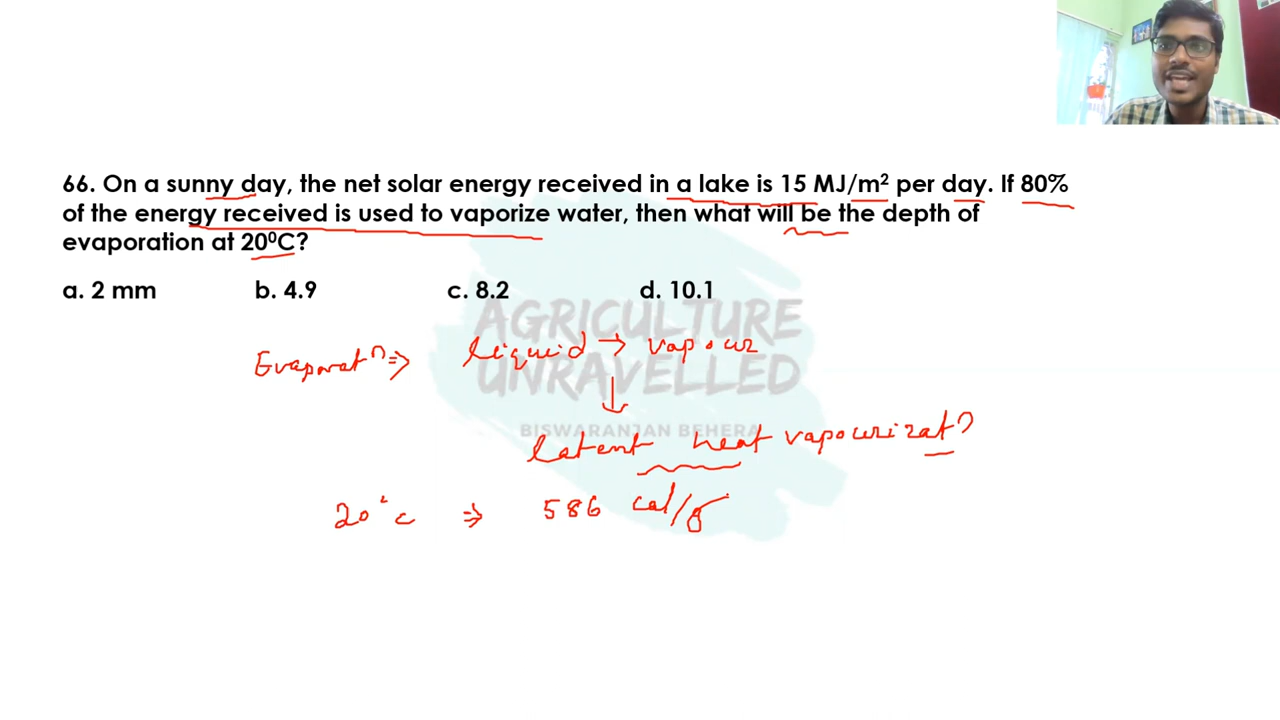 66. On a sunny day, the net solar energy received in a lake is 15 MJ/m² per day. If 80%
of the energy received is used to vaporize water, then what will be the depth of
evaporation at 20⁰C?
a. 2 mm b. 4.9 c. 8.2 d. 10.1
AGRICULTURE
UNRAVELLED
BISWARANJAN BEHERA
Evaporatⁿ ⇒ liquid → vapour
↓
latent heat vapourizatⁿ
20°c ⇒ 586 cal/g